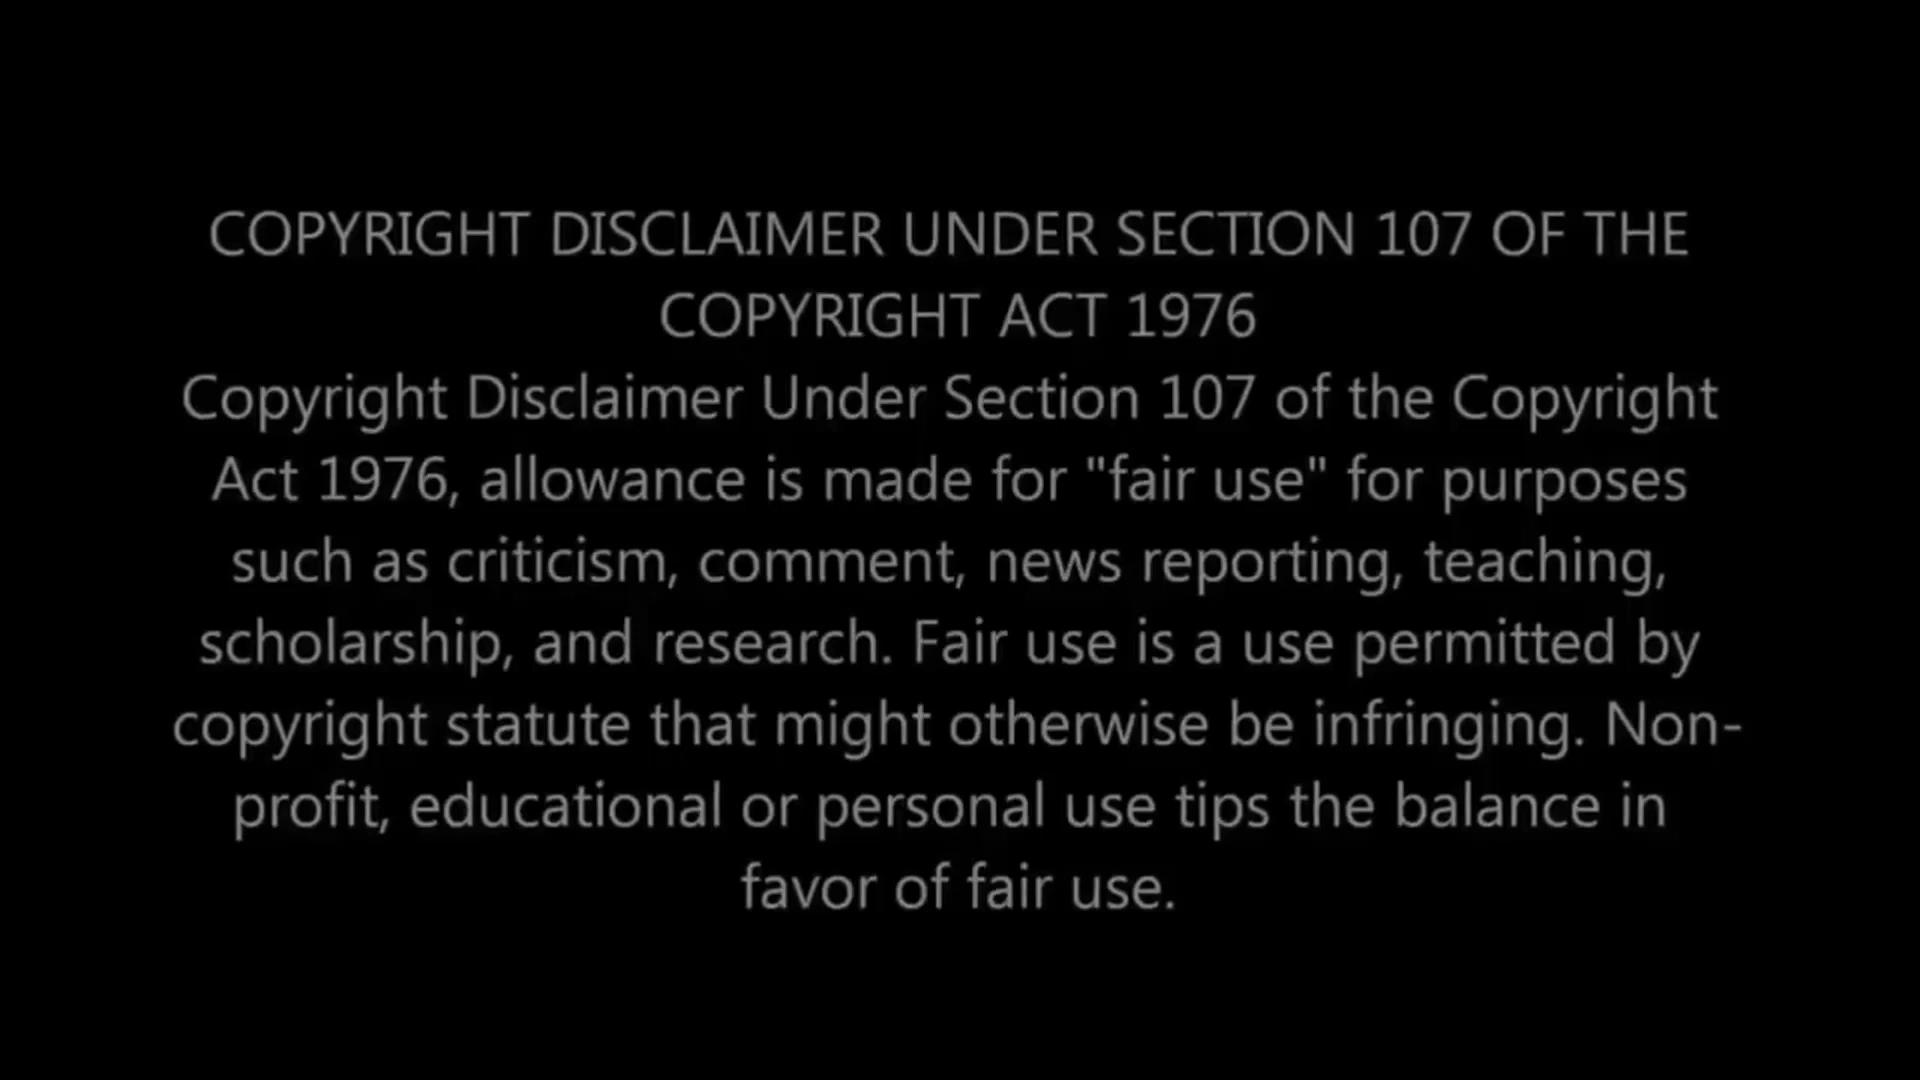 COPYRIGHT DISCLAIMER UNDER SECTION 107 OF THE
COPYRIGHT ACT 1976
Copyright Disclaimer Under Section 107 of the Copyright
Act 1976, allowance is made for "fair use" for purposes
such as criticism, comment, news reporting, teaching,
scholarship, and research. Fair use is a use permitted by
copyright statute that might otherwise be infringing. Non-
profit, educational or personal use tips the balance in
favor of fair use.